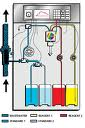 WASTEWATER
REAGENT 1
REAGENT 2
STANDARD 1
STANDARD 2